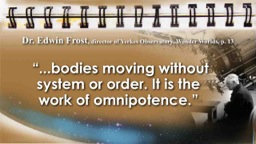 Dr. Edwin Frost, director of Yerkes Observatory, Wonder Worlds, p. 13
“...bodies moving without
system or order. It is the
work of omnipotence.”